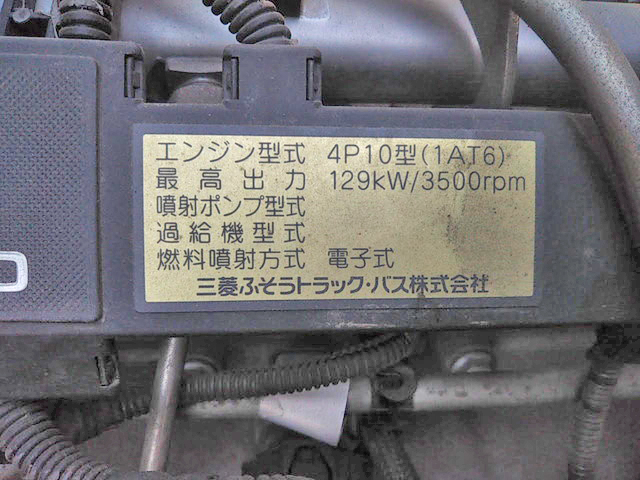 エンジン型式 4P10型(1AT6)
最高出力 129kW/3500rpm
噴射ポンプ型式
過給機型式
燃料噴射方式 電子式
三菱ふそうトラック・バス株式会社